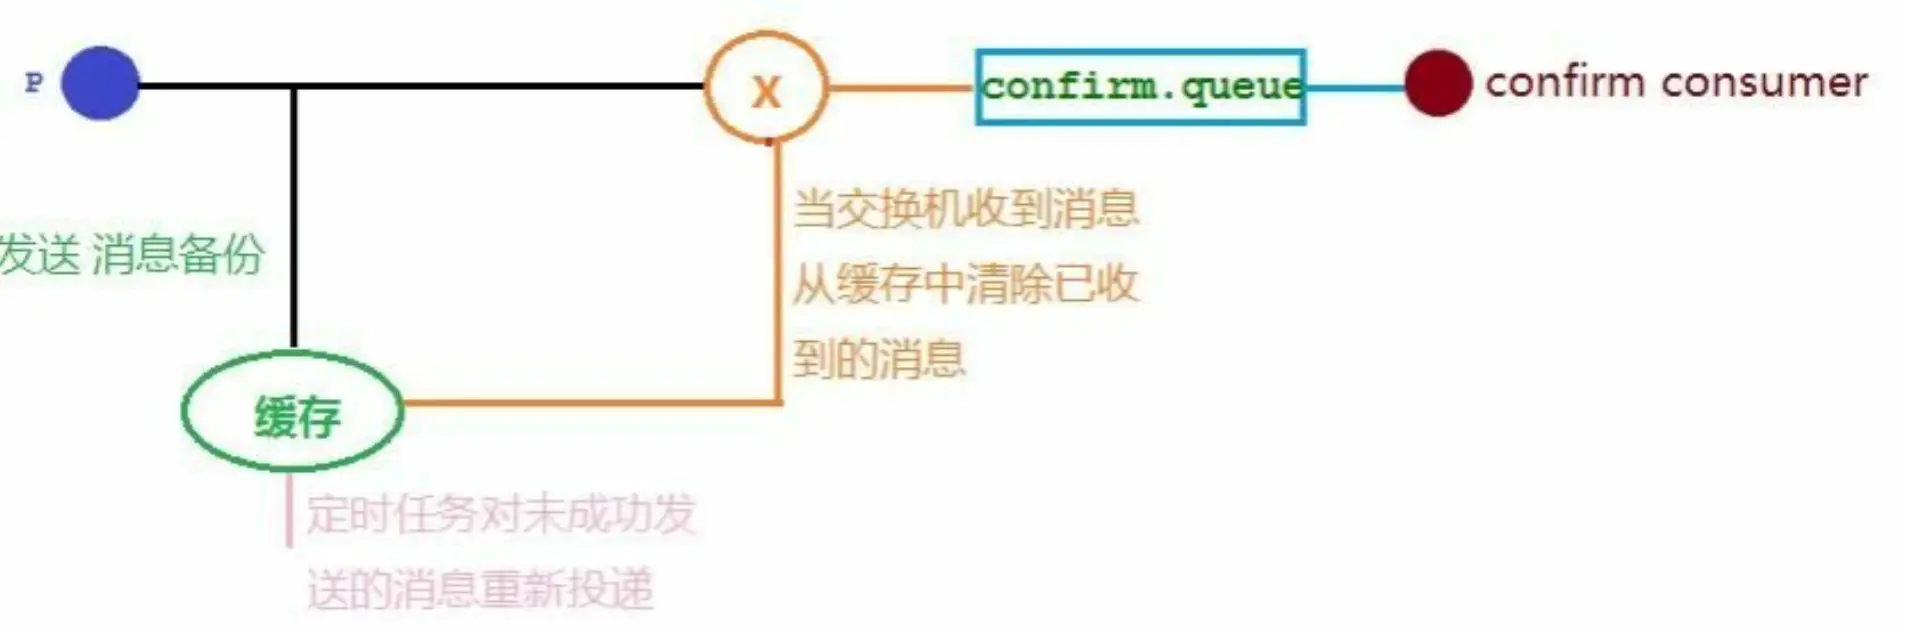 P
X
confirm.queue
confirm consumer
当交换机收到消息
从缓存中清除已收
到的消息
发送 消息备份
缓存
定时任务对未成功发
送的消息重新投递